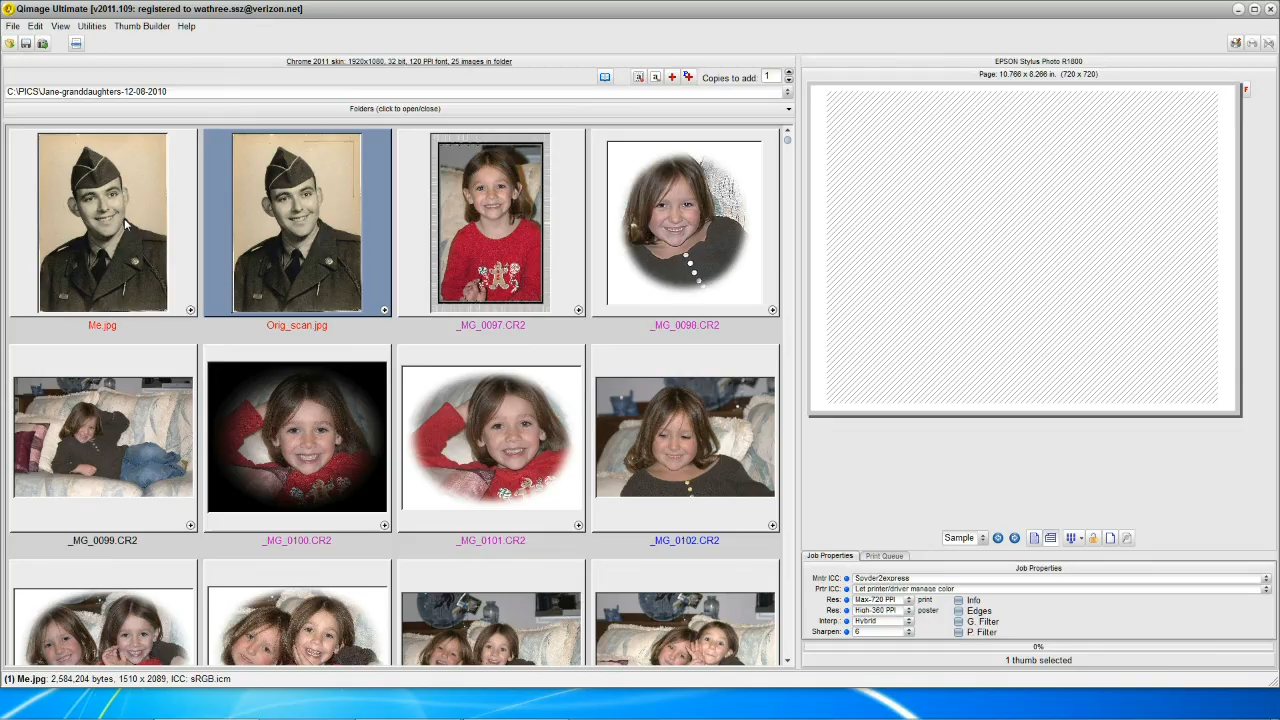 Qimage Ultimate [v2011.109: registered to wathree.ssz@verizon.net]
File Edit View Utilities Thumb Builder Help
Chrome 2011 skin: 1920x1080, 32 bit, 120 PPI font, 25 images in folder
Copies to add: 1
C:\PICS\Jane-granddaughters-12-08-2010
Folders (click to open/close)
Me.jpg
Orig_scan.jpg
_MG_0097.CR2
_MG_0098.CR2
_MG_0099.CR2
_MG_0100.CR2
_MG_0101.CR2
_MG_0102.CR2
(1) Me.jpg: 2,584,204 bytes, 1510 x 2089, ICC: sRGB.icm
EPSON Stylus Photo R1800
Page: 10.766 x 8.266 in. (720 x 720)
F
Sample
Job Properties Print Queue
Job Properties
Mntr ICC: Spyder2express
Prtr ICC: Let printer/driver manage color
Res: Max-720 PPI print Info
Res: High-360 PPI poster Edges
Interp.: Hybrid G. Filter
Sharpen: 6 P. Filter
0%
1 thumb selected